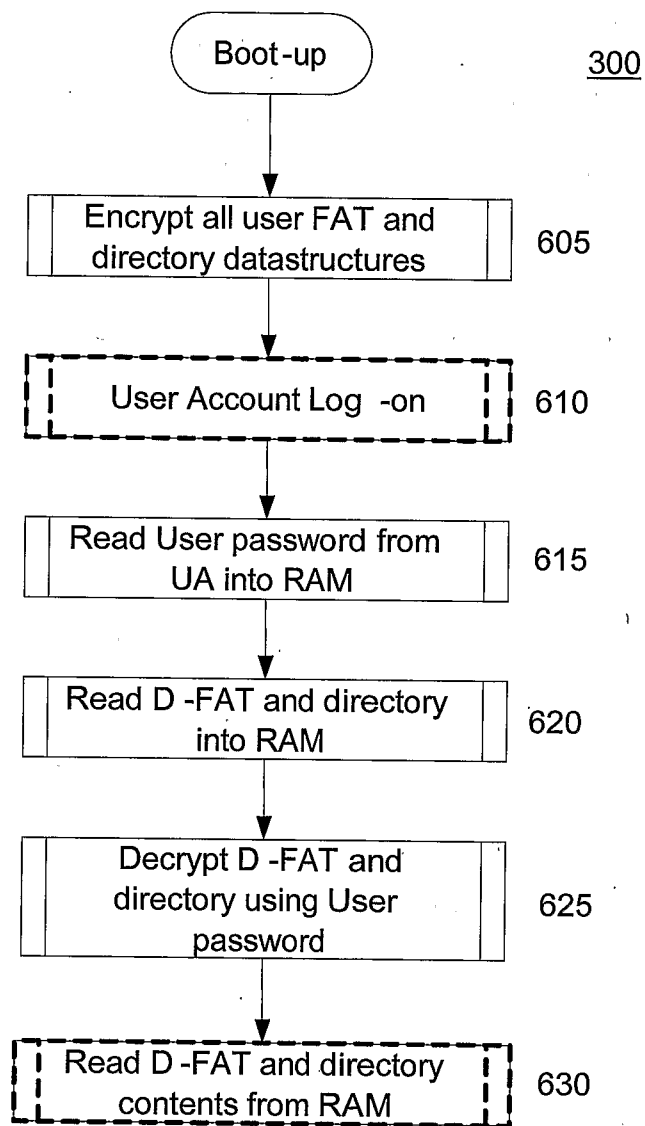 Boot-up
300
Encrypt all user FAT and
directory datastructures
605
User Account Log -on
610
Read User password from
UA into RAM
615
Read D -FAT and directory
into RAM
620
Decrypt D -FAT and
directory using User
password
625
Read D -FAT and directory
contents from RAM
630